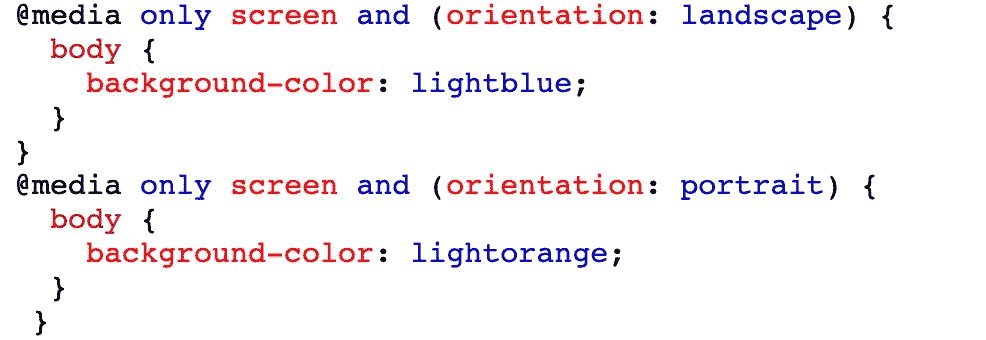 @media only screen and (orientation: landscape) {
  body {
    background-color: lightblue;
  }
}
@media only screen and (orientation: portrait) {
  body {
    background-color: lightorange;
  }
 }